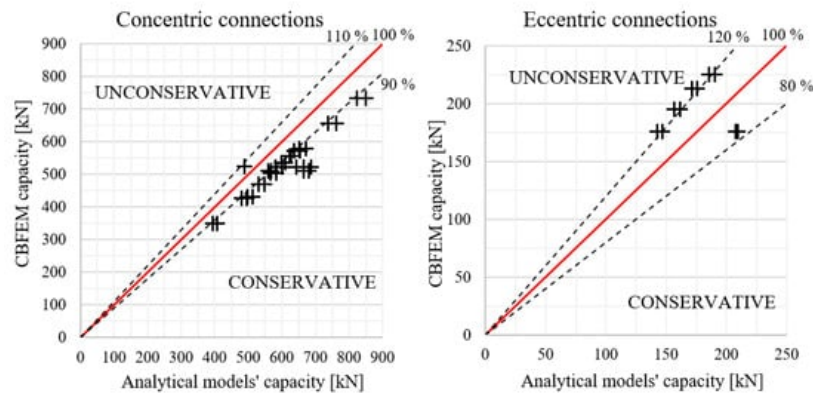 Concentric connections
110 %
100 %
90 %
UNCONSERVATIVE
CONSERVATIVE
CBFEM capacity [kN]
900
800
700
600
500
400
300
200
100
0
0 100 200 300 400 500 600 700 800 900
Analytical models' capacity [kN]
Eccentric connections
120 %
100 %
80 %
UNCONSERVATIVE
CONSERVATIVE
CBFEM capacity [kN]
250
200
150
100
50
0
0 50 100 150 200 250
Analytical models' capacity [kN]